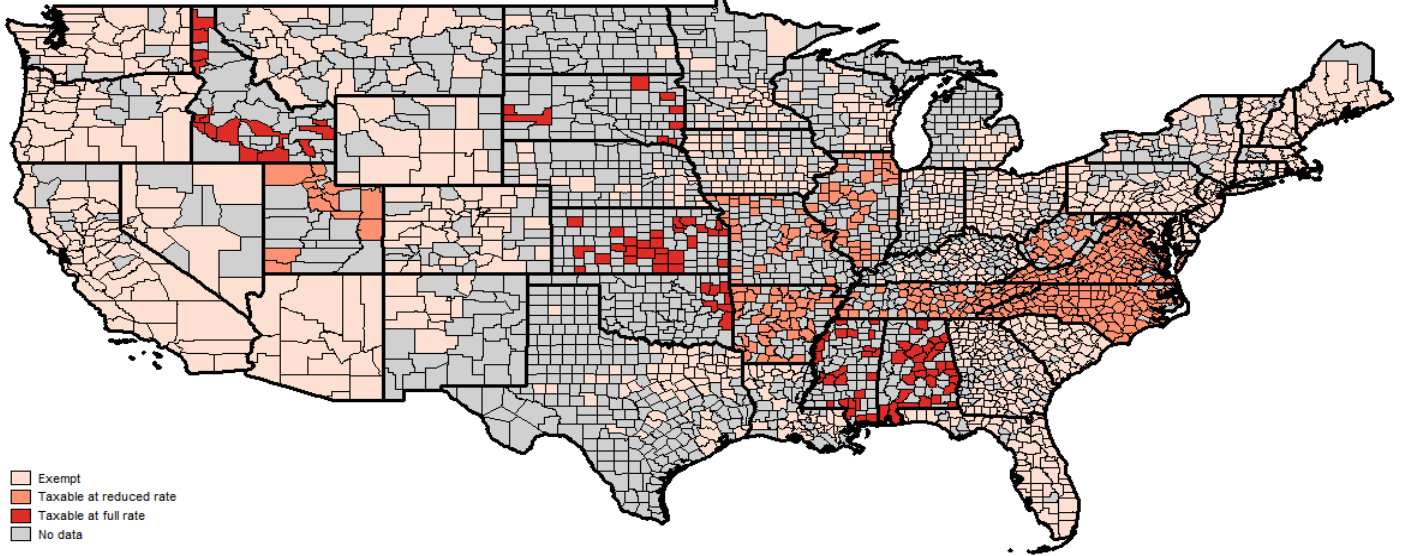 Exempt
Taxable at reduced rate
Taxable at full rate
No data